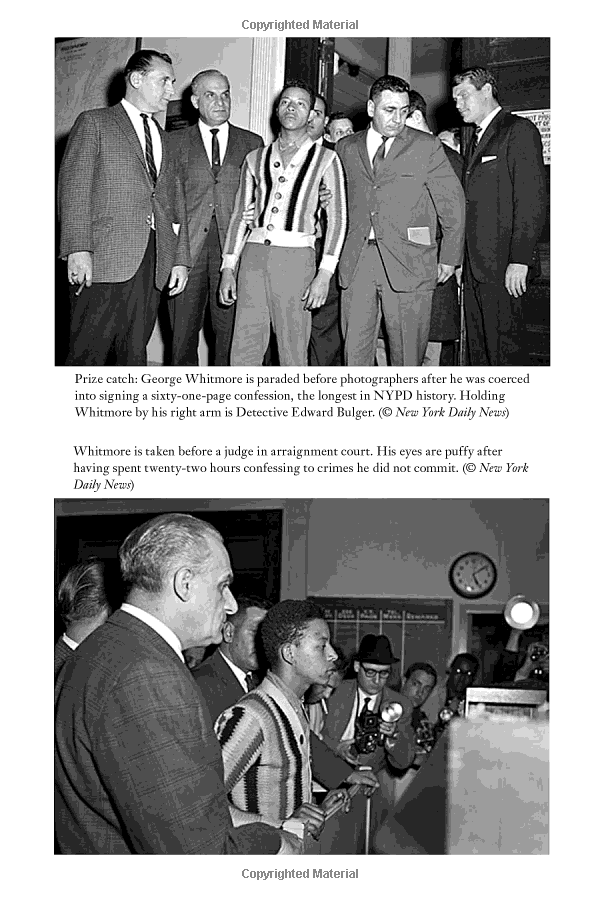 Copyrighted Material
Prize catch: George Whitmore is paraded before photographers after he was coerced
into signing a sixty-one-page confession, the longest in NYPD history. Holding
Whitmore by his right arm is Detective Edward Bulger. (© New York Daily News)
Whitmore is taken before a judge in arraignment court. His eyes are puffy after
having spent twenty-two hours confessing to crimes he did not commit. (© New York
Daily News)
Copyrighted Material